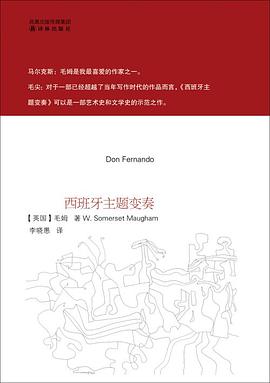 凤凰出版传媒集团
译林出版社
马尔克斯：毛姆是我最喜爱的作家之一。
毛尖：对于一部已经超越了当年写作时代的作品而言，《西班牙主
题变奏》可以是一部艺术史和文学史的示范之作。
Don Fernando
西班牙主题变奏
【英国】毛姆 著 W. Somerset Maugham
李晓愚 译